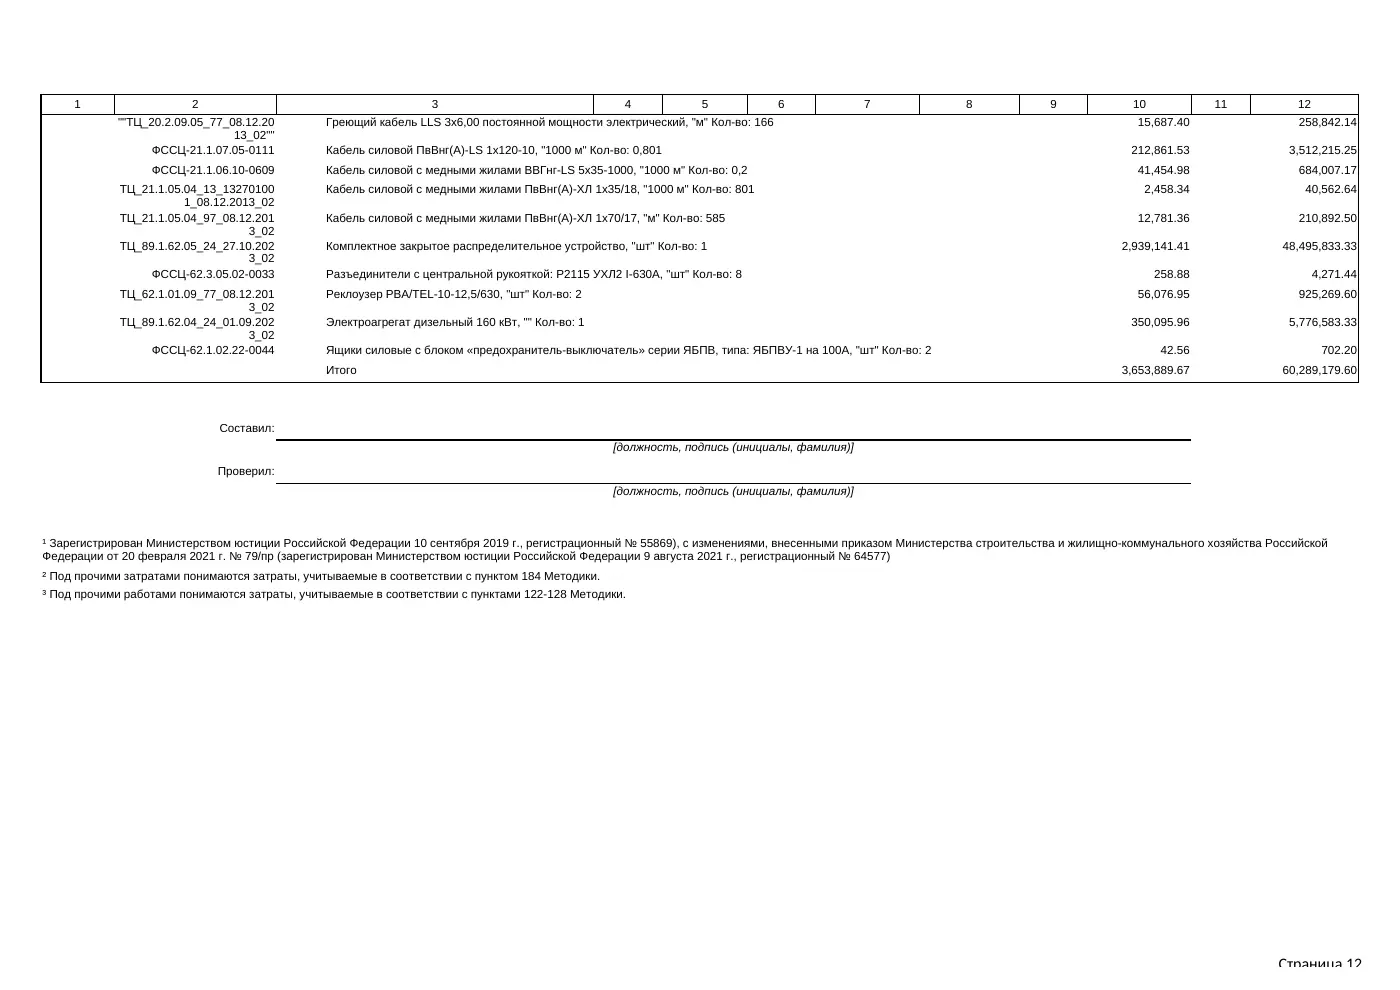 1 2 3 4 5 6 7 8 9 10 11 12
""ТЦ_20.2.09.05_77_08.12.20 Греющий кабель LLS 3х6,00 постоянной мощности электрический, "м" Кол-во: 166 15,687.40 258,842.14
13_02""
ФССЦ-21.1.07.05-0111 Кабель силовой ПвВнг(А)-LS 1х120-10, "1000 м" Кол-во: 0,801 212,861.53 3,512,215.25
ФССЦ-21.1.06.10-0609 Кабель силовой с медными жилами ВВГнг-LS 5х35-1000, "1000 м" Кол-во: 0,2 41,454.98 684,007.17
ТЦ_21.1.05.04_13_13270100 Кабель силовой с медными жилами ПвВнг(А)-ХЛ 1х35/18, "1000 м" Кол-во: 801 2,458.34 40,562.64
1_08.12.2013_02
ТЦ_21.1.05.04_97_08.12.201 Кабель силовой с медными жилами ПвВнг(А)-ХЛ 1х70/17, "м" Кол-во: 585 12,781.36 210,892.50
3_02
ТЦ_89.1.62.05_24_27.10.202 Комплектное закрытое распределительное устройство, "шт" Кол-во: 1 2,939,141.41 48,495,833.33
3_02
ФССЦ-62.3.05.02-0033 Разъединители с центральной рукояткой: Р2115 УХЛ2 I-630А, "шт" Кол-во: 8 258.88 4,271.44
ТЦ_62.1.01.09_77_08.12.201 Реклоузер РВА/TEL-10-12,5/630, "шт" Кол-во: 2 56,076.95 925,269.60
3_02
ТЦ_89.1.62.04_24_01.09.202 Электроагрегат дизельный 160 кВт, "" Кол-во: 1 350,095.96 5,776,583.33
3_02
ФССЦ-62.1.02.22-0044 Ящики силовые с блоком «предохранитель-выключатель» серии ЯБПВ, типа: ЯБПВУ-1 на 100А, "шт" Кол-во: 2 42.56 702.20
Итого 3,653,889.67 60,289,179.60
Составил:
[должность, подпись (инициалы, фамилия)]
Проверил:
[должность, подпись (инициалы, фамилия)]
¹ Зарегистрирован Министерством юстиции Российской Федерации 10 сентября 2019 г., регистрационный № 55869), с изменениями, внесенными приказом Министерства строительства и жилищно-коммунального хозяйства Российской
Федерации от 20 февраля 2021 г. № 79/пр (зарегистрирован Министерством юстиции Российской Федерации 9 августа 2021 г., регистрационный № 64577)
² Под прочими затратами понимаются затраты, учитываемые в соответствии с пунктом 184 Методики.
³ Под прочими работами понимаются затраты, учитываемые в соответствии с пунктами 122-128 Методики.
Страница 12